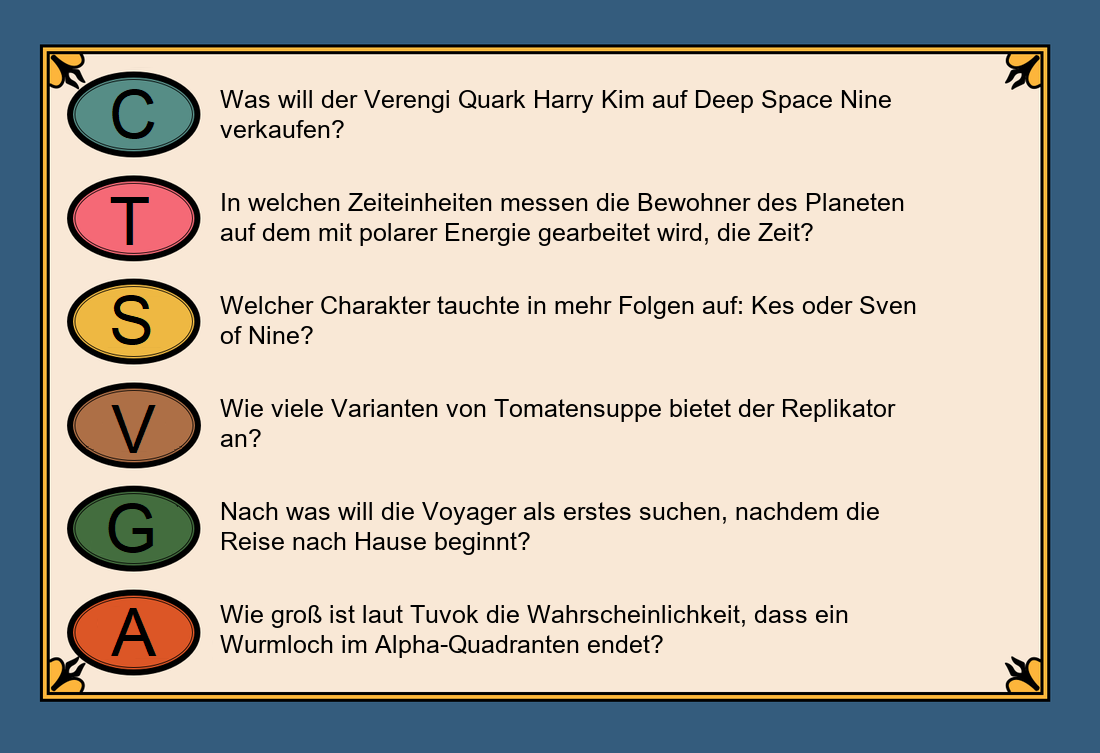 C
Was will der Verengi Quark Harry Kim auf Deep Space Nine
verkaufen?
T
In welchen Zeiteinheiten messen die Bewohner des Planeten
auf dem mit polarer Energie gearbeitet wird, die Zeit?
S
Welcher Charakter tauchte in mehr Folgen auf: Kes oder Sven
of Nine?
V
Wie viele Varianten von Tomatensuppe bietet der Replikator
an?
G
Nach was will die Voyager als erstes suchen, nachdem die
Reise nach Hause beginnt?
A
Wie groß ist laut Tuvok die Wahrscheinlichkeit, dass ein
Wurmloch im Alpha-Quadranten endet?